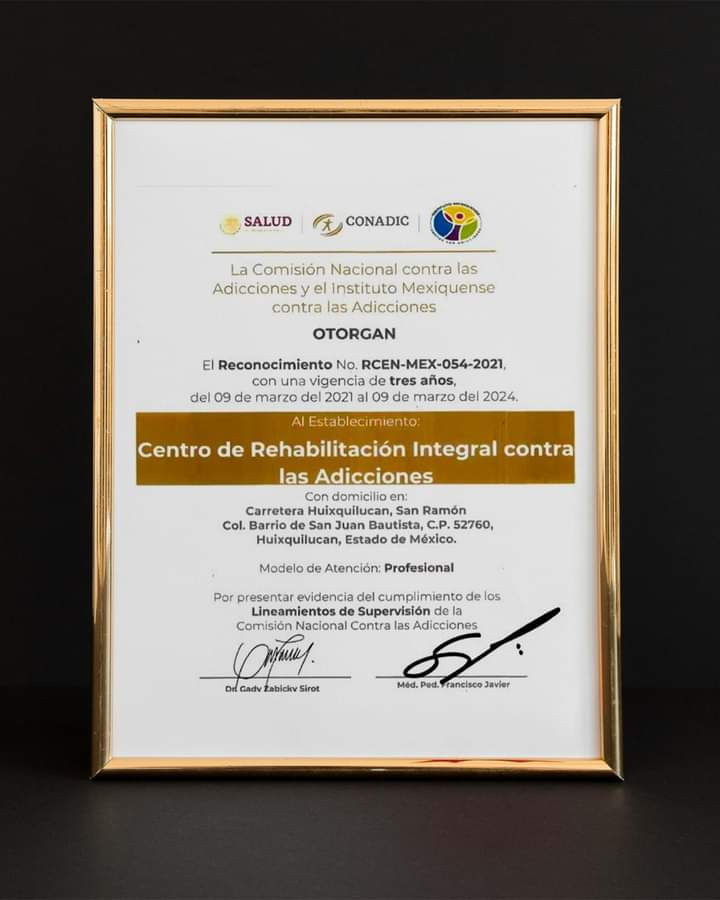 SALUD
CONADIC
La Comisión Nacional contra las
Adicciones y el Instituto Mexiquense
contra las Adicciones
OTORGAN
El Reconocimiento No. RCEN-MEX-054-2021,
con una vigencia de tres años,
del 09 de marzo del 2021 al 09 de marzo del 2024.
Al Establecimiento:
Centro de Rehabilitación Integral contra
las Adicciones
Con domicilio en:
Carretera Huixquilucan, San Ramón
Col. Barrio de San Juan Bautista, C.P. 52760,
Huixquilucan, Estado de México.
Modelo de Atención: Profesional
Por presentar evidencia del cumplimiento de los
Lineamientos de Supervisión de la
Comisión Nacional Contra las Adicciones
Dr. Gady Zabicky Sirot
Méd. Ped. Francisco Javier